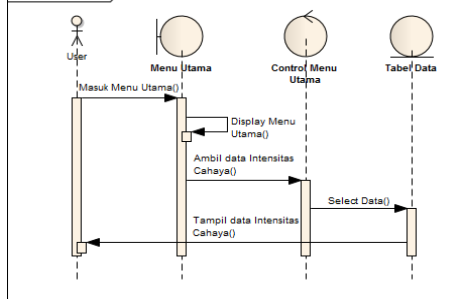 User
Menu Utama
Control Menu
Utama
Tabel Data
Masuk Menu Utama()
Display Menu
Utama()
Ambil data Intensitas
Cahaya()
Select Data()
Tampil data Intensitas
Cahaya()